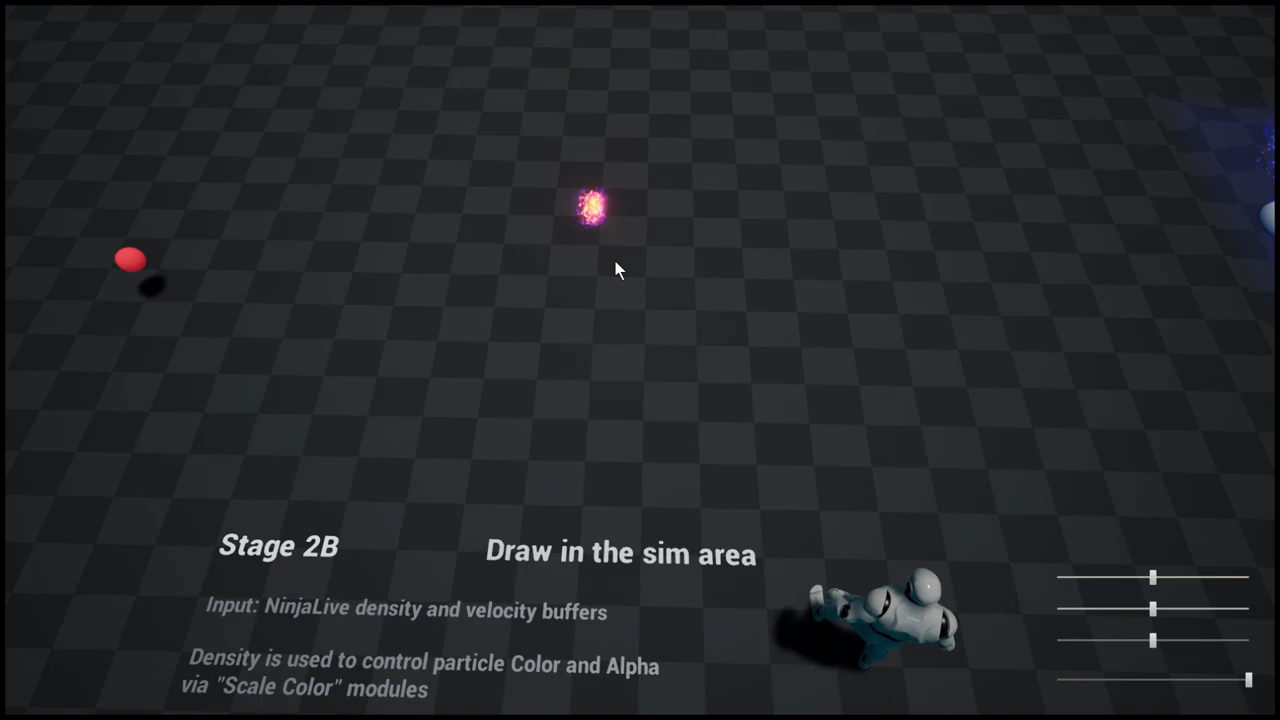 Stage 2B
Draw in the sim area
Input: NinjaLive density and velocity buffers
Density is used to control particle Color and Alpha
via "Scale Color" modules